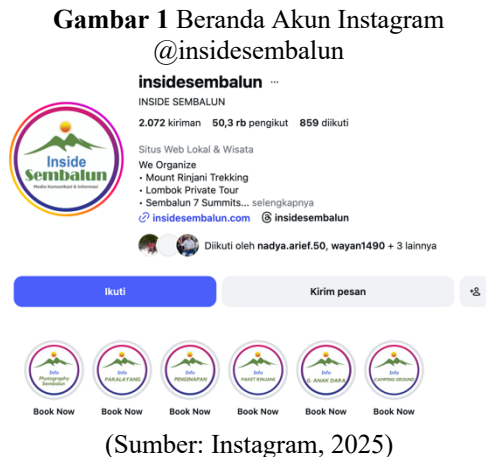 Gambar 1 Beranda Akun Instagram
@insidesembalun
insidesembalun ...
INSIDE SEMBALUN
2.072 kiriman 50,3 rb pengikut 859 diikuti
Inside
Sembalun
Media Komunikasi & Informasi
Situs Web Lokal & Wisata
We Organize
• Mount Rinjani Trekking
• Lombok Private Tour
• Sembalun 7 Summits... selengkapnya
insidesembalun.com insidesembalun
Diikuti oleh nadya.arief.50, wayan1490 + 3 lainnya
Ikuti Kirim pesan
Info Info Info Info Info Info
Photography Sembalun PARALAYANG PENGINAPAN PAKET RINJANI G. ANAK DARA CAMPING GROUND
Book Now Book Now Book Now Book Now Book Now Book Now
(Sumber: Instagram, 2025)